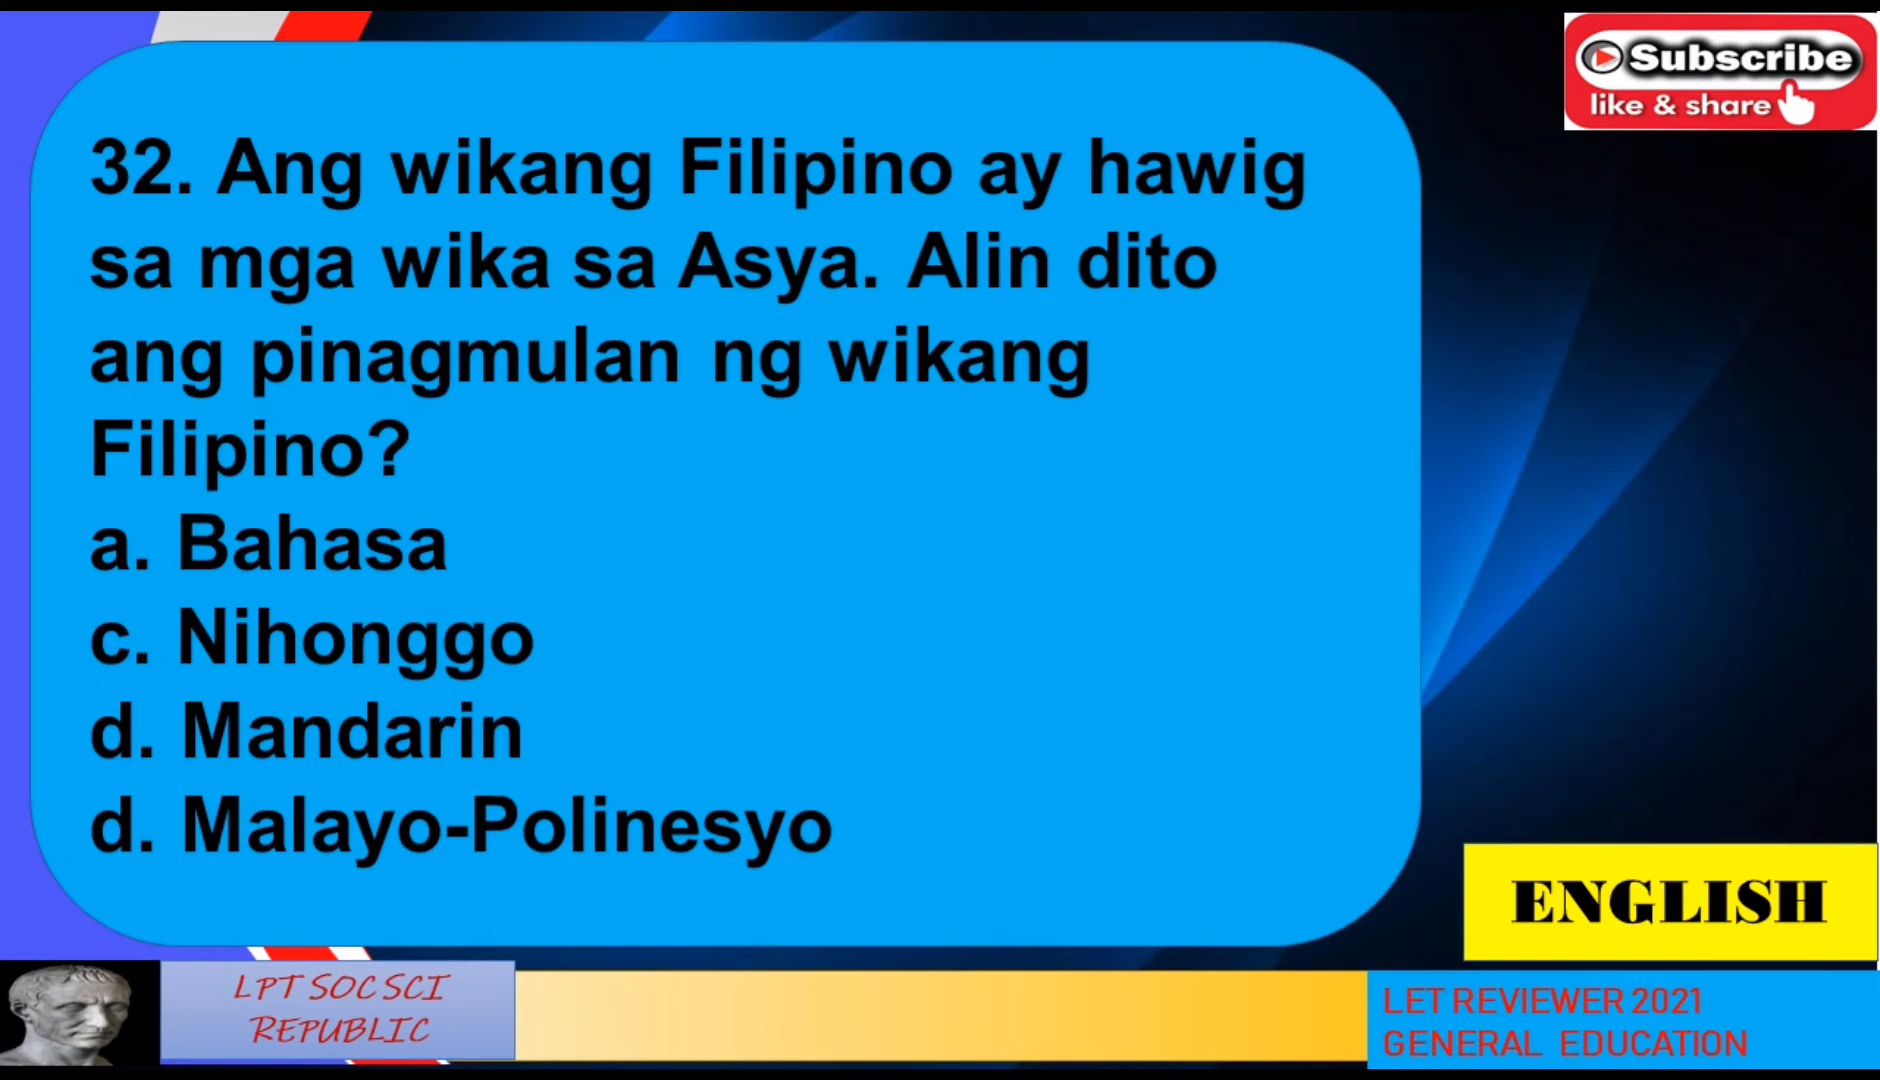 Subscribe
like & share
32. Ang wikang Filipino ay hawig
sa mga wika sa Asya. Alin dito
ang pinagmulan ng wikang
Filipino?
a. Bahasa
c. Nihonggo
d. Mandarin
d. Malayo-Polinesyo
ENGLISH
LPT SOC SCI
REPUBLIC
LET REVIEWER 2021
GENERAL EDUCATION